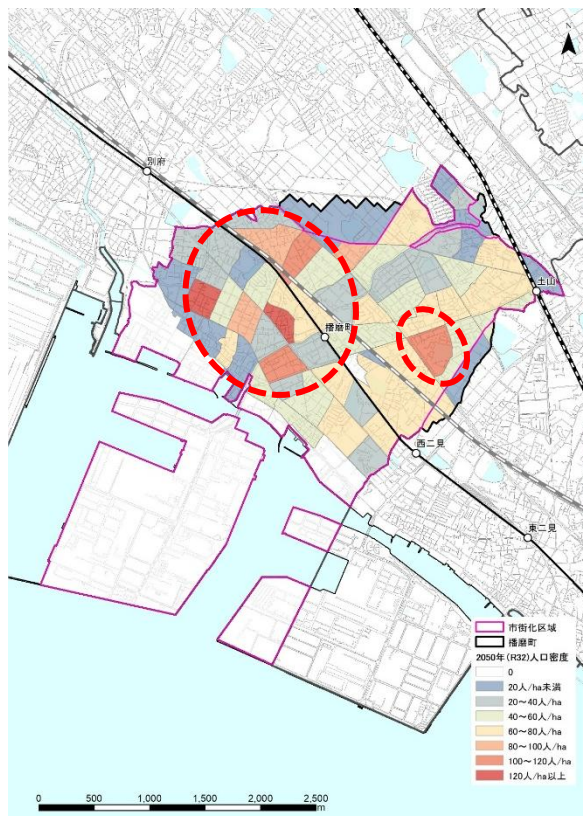 N
別府
土山
播磨町
西二見
東二見
市街化区域
播磨町
2050年(R32)人口密度
0
20人/ha未満
20～40人/ha
40～60人/ha
60～80人/ha
80～100人/ha
100～120人/ha
120人/ha以上
0 500 1,000 1,500 2,000 2,500
m